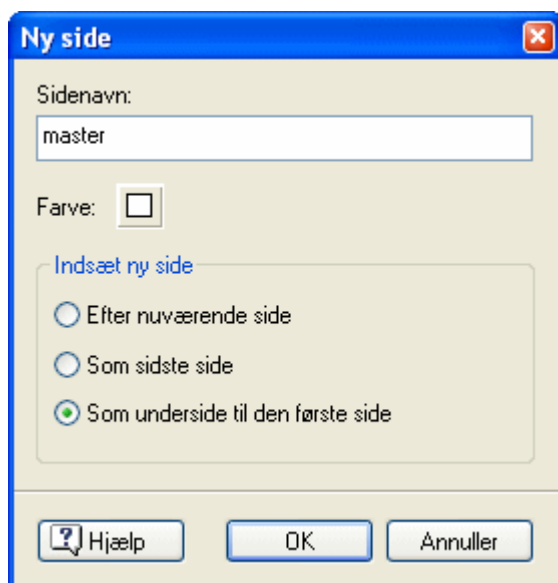 Ny side
Sidenavn:
master
Farve:
Indsæt ny side
Efter nuværende side
Som sidste side
Som underside til den første side
Hjælp OK Annuller